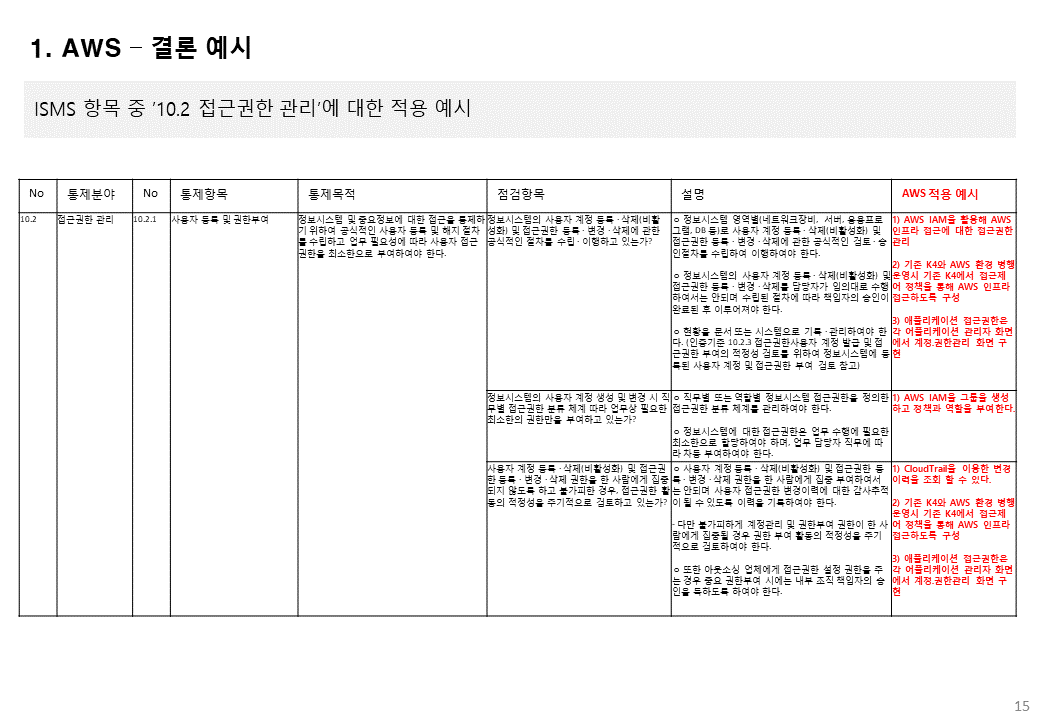 1. AWS – 결론 예시
ISMS 항목 중 '10.2 접근권한 관리'에 대한 적용 예시
No
통제분야
No
통제항목
통제목적
점검항목
설명
AWS 적용 예시
10.2
접근권한 관리
10.2.1
사용자 등록 및 권한부여
정보시스템 및 중요정보에 대한 접근을 통제하
기 위하여 공식적인 사용자 등록 및 해지 절차
를 수립하고 업무 필요성에 따라 사용자 접근
권한을 최소한으로 부여하여야 한다.
정보시스템의 사용자 계정 등록·삭제(비활
성화) 및 접근권한 등록·변경·삭제에 관한
공식적인 절차를 수립·이행하고 있는가?
ㅇ 정보시스템 영역별(네트워크장비, 서버, 응용프로
그램, DB 등)로 사용자 계정 등록·삭제(비활성화) 및
접근권한 등록·변경·삭제에 관한 공식적인 검토·승
인절차를 수립하여 이행하여야 한다.
ㅇ 정보시스템의 사용자 계정 등록·삭제(비활성화) 및
접근권한 등록·변경·삭제를 담당자가 임의대로 수행
하여서는 안되며 수립된 절차에 따라 책임자의 승인이
완료된 후 이루어져야 한다.
ㅇ 현황을 문서 또는 시스템으로 기록·관리하여야 한
다. (인증기준 10.2.3 접근권한사용자 계정 발급 및 접
근권한 부여의 적정성 검토를 위하여 정보시스템에 등
록된 사용자 계정 및 접근권한 부여 검토 참고)
1) AWS IAM을 활용해 AWS
인프라 접근에 대한 접근권한
관리
2) 기존 K4와 AWS 환경 병행
운영시 기존 K4에서 접근제
어 정책을 통해 AWS 인프라
접근하도록 구성
3) 애플리케이션 접근권한은
각 어플리케이션 관리자 화면
에서 계정.권한관리 화면 구
현
정보시스템의 사용자 계정 생성 및 변경 시 직
무별 접근권한 분류 체계 따라 업무상 필요한
최소한의 권한만을 부여하고 있는가?
ㅇ 직무별 또는 역할별 정보시스템 접근권한을 정의한
접근권한 분류 체계를 관리하여야 한다.
ㅇ 정보시스템에 대한 접근권한은 업무 수행에 필요한
최소한으로 할당하여야 하며, 업무 담당자 직무에 따
라 차등 부여하여야 한다.
1) AWS IAM을 그룹을 생성
하고 정책과 역할을 부여한다.
사용자 계정 등록·삭제(비활성화) 및 접근권
한 등록·변경·삭제 권한을 한 사람에게 집중
되지 않도록 하고 불가피한 경우, 접근권한 활
동의 적정성을 주기적으로 검토하고 있는가?
ㅇ 사용자 계정 등록·삭제(비활성화) 및 접근권한 등
록·변경·삭제 권한을 한 사람에게 집중 부여하여서
는 안되며 사용자 접근권한 변경이력에 대한 감사추적
이 될 수 있도록 이력을 기록하여야 한다.
- 다만 불가피하게 계정관리 및 권한부여 권한이 한 사
람에게 집중될 경우 권한 부여 활동의 적정성을 주기
적으로 검토하여야 한다.
ㅇ 또한 아웃소싱 업체에게 접근권한 설정 권한을 주
는 경우 중요 권한부여 시에는 내부 조직 책임자의 승
인을 득하도록 하여야 한다.
1) CloudTrail을 이용한 변경
이력을 조회 할 수 있다.
2) 기존 K4와 AWS 환경 병행
운영시 기존 K4에서 접근제
어 정책을 통해 AWS 인프라
접근하도록 구성
3) 애플리케이션 접근권한은
각 어플리케이션 관리자 화면
에서 계정.권한관리 화면 구
현
15